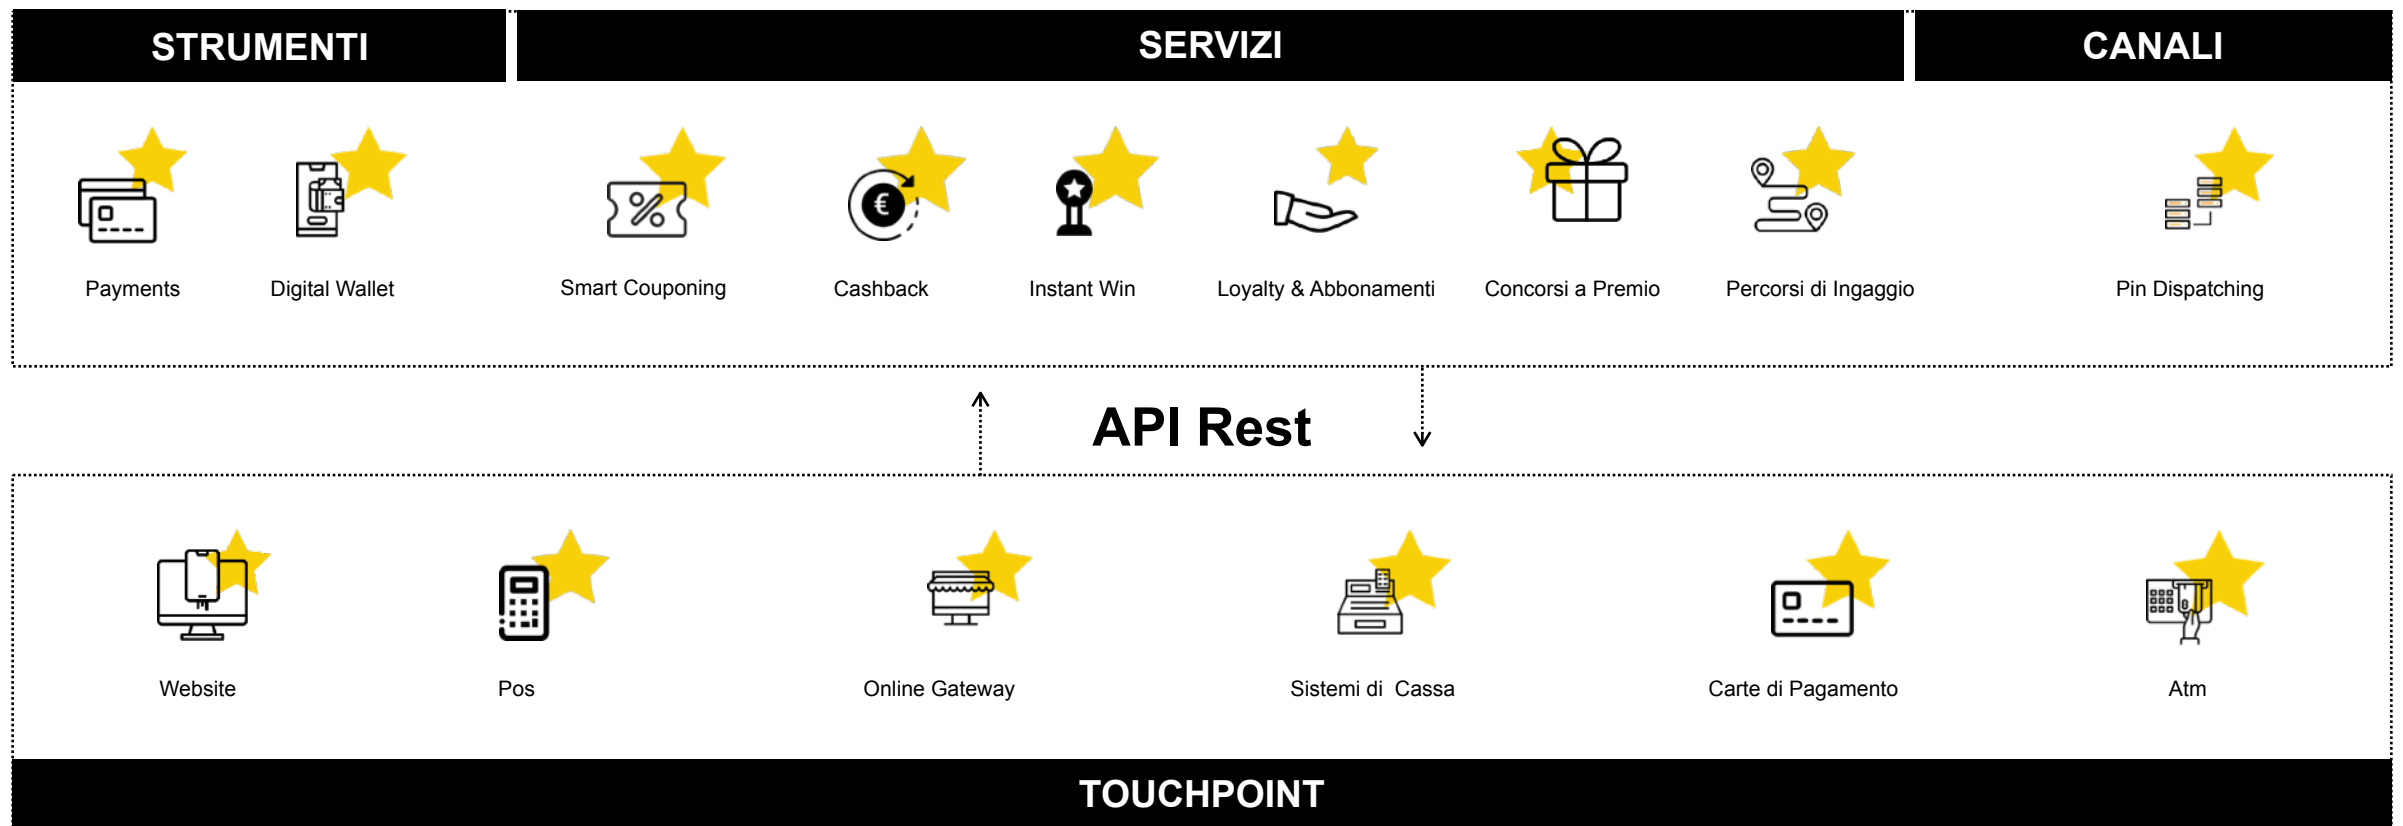 STRUMENTI
SERVIZI
CANALI
Payments
Digital Wallet
Smart Couponing
Cashback
Instant Win
Loyalty & Abbonamenti
Concorsi a Premio
Percorsi di Ingaggio
Pin Dispatching
API Rest
Website
Pos
Online Gateway
Sistemi di  Cassa
Carte di Pagamento
Atm
TOUCHPOINT